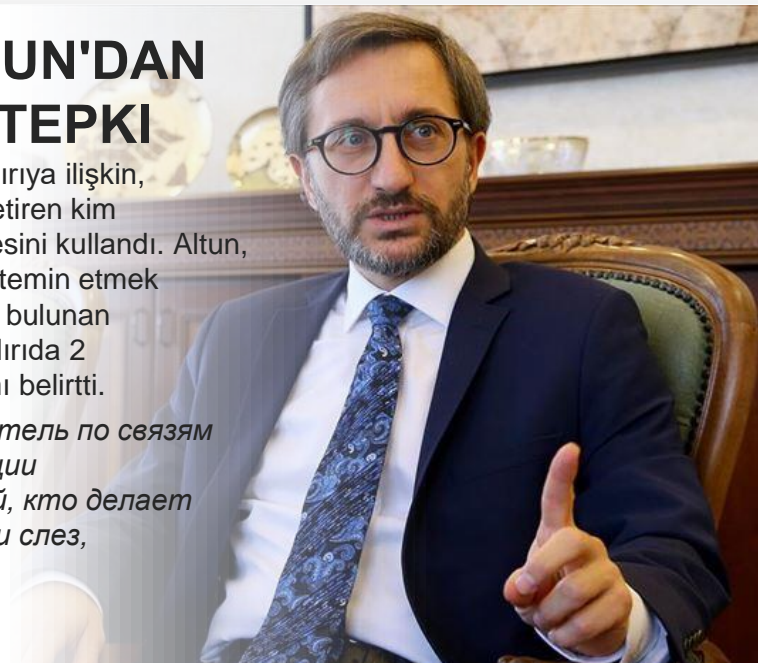 UN'DAN
TEPKI
ırıya ilişkin,
etiren kim
esini kullandı. Altun,
temin etmek
bulunan
lırıda 2
ı belirtti.
тель по связям
ции
й, кто делает
и слез,